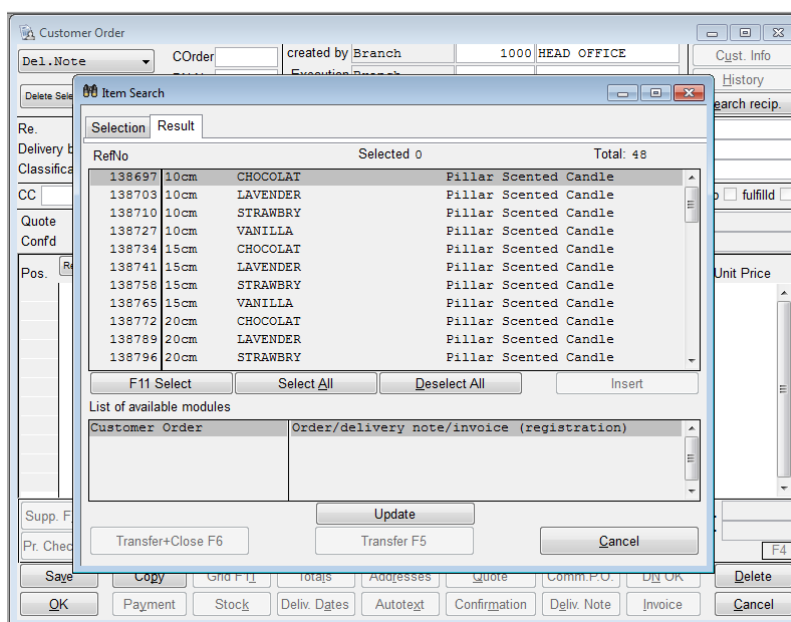 Customer Order
Del.Note COrder created by Branch 1000 HEAD OFFICE Cust. Info
History
Delete Sele Item Search earch recip.
Re. Selection Result
Delivery b RefNo Selected 0 Total: 48
Classifica 138697 10cm CHOCOLAT Pillar Scented Candle
CC 138703 10cm LAVENDER Pillar Scented Candle fulfilld
138710 10cm STRAWBRY Pillar Scented Candle
Quote 138727 10cm VANILLA Pillar Scented Candle
Conf'd 138734 15cm CHOCOLAT Pillar Scented Candle
138741 15cm LAVENDER Pillar Scented Candle
Pos. Re 138758 15cm STRAWBRY Pillar Scented Candle Unit Price
138765 15cm VANILLA Pillar Scented Candle
138772 20cm CHOCOLAT Pillar Scented Candle
138789 20cm LAVENDER Pillar Scented Candle
138796 20cm STRAWBRY Pillar Scented Candle
F11 Select Select All Deselect All Insert
List of available modules
Customer Order Order/delivery note/invoice (registration)
Supp. F Update
Pr. Chec Transfer+Close F6 Transfer F5 Cancel F4
Save Copy Grid F11 Totals Addresses Quote Comm.P.O. DN OK Delete
OK Payment Stock Deliv. Dates Autotext Confirmation Deliv. Note Invoice Cancel